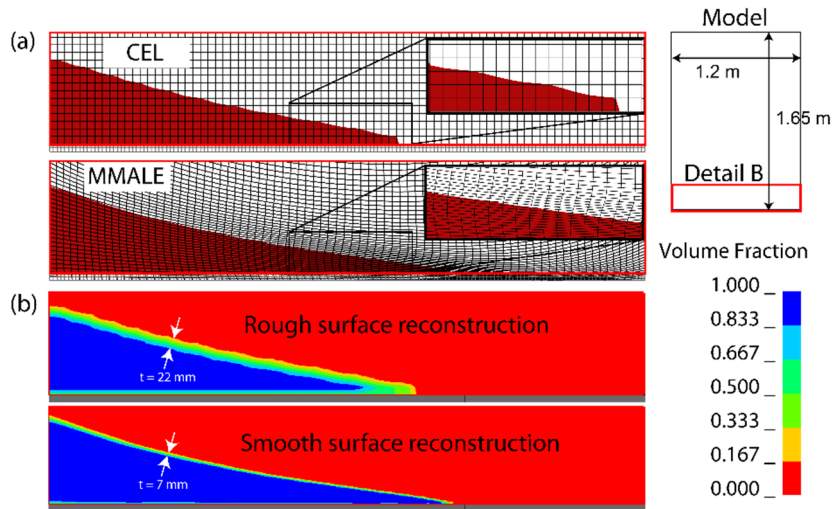 (a)
CEL
MMALE
Model
1.2 m
1.65 m
Detail B
(b)
Rough surface reconstruction
t = 22 mm
Smooth surface reconstruction
t = 7 mm
Volume Fraction
1.000
0.833
0.667
0.500
0.333
0.167
0.000